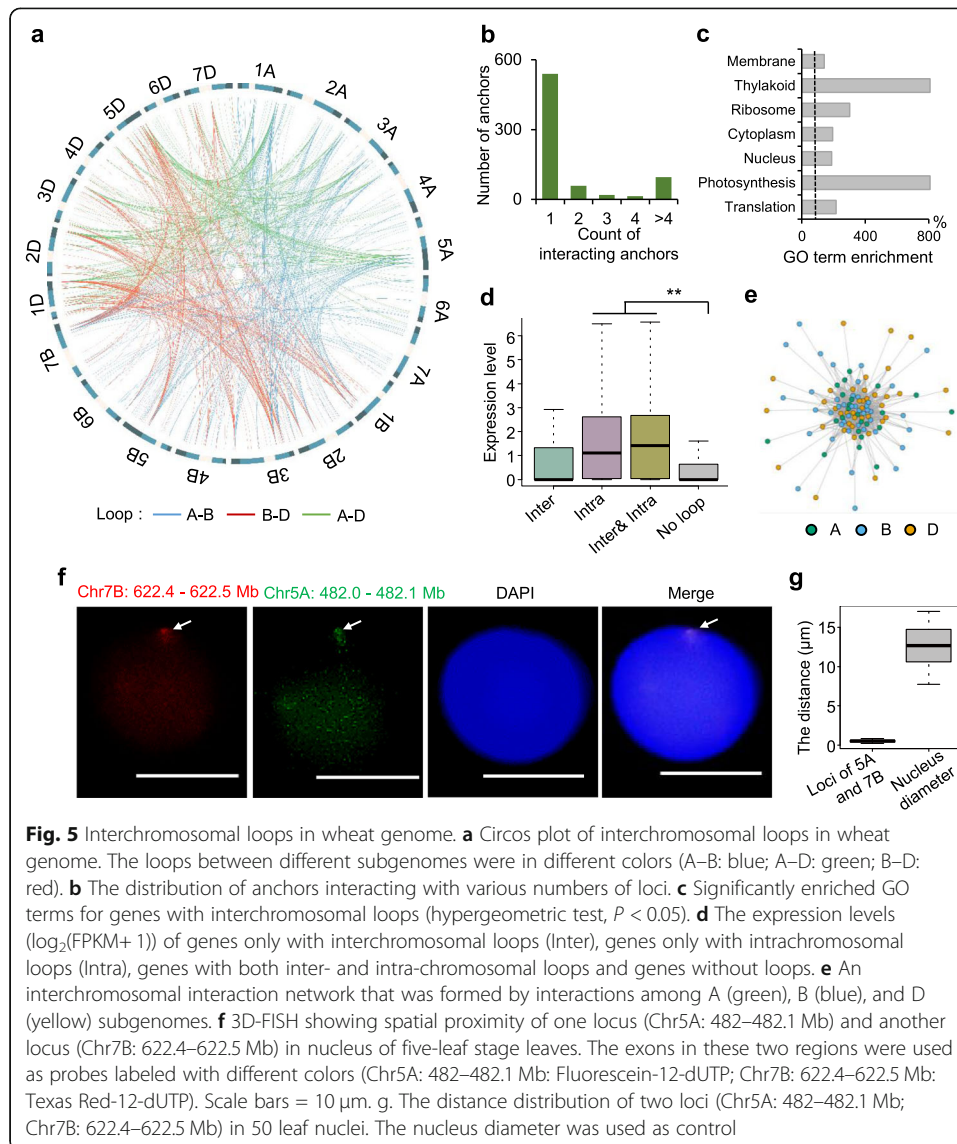 a
1A
2A
3A
4A
5A
6A
7A
1B
2B
3B
4B
5B
6B
7B
1D
2D
3D
4D
5D
6D
7D
Loop : A-B B-D A-D
b
Number of anchors
600
300
0
1 2 3 4 >4
Count of
interacting anchors
c
Membrane
Thylakoid
Ribosome
Cytoplasm
Nucleus
Photosynthesis
Translation
0 400 800 %
GO term enrichment
d
**
Expression level
6
5
4
3
2
1
0
Inter
Intra
Inter& Intra
No loop
e
A B D
f
Chr7B: 622.4 - 622.5 Mb Chr5A: 482.0 - 482.1 Mb DAPI Merge
g
The distance (µm)
15
10
5
0
Loci of 5A
and 7B
Nucleus
diameter
Fig. 5 Interchromosomal loops in wheat genome. a Circos plot of interchromosomal loops in wheat
genome. The loops between different subgenomes were in different colors (A–B: blue; A–D: green; B–D:
red). b The distribution of anchors interacting with various numbers of loci. c Significantly enriched GO
terms for genes with interchromosomal loops (hypergeometric test, P < 0.05). d The expression levels
(log2(FPKM+ 1)) of genes only with interchromosomal loops (Inter), genes only with intrachromosomal
loops (Intra), genes with both inter- and intra-chromosomal loops and genes without loops. e An
interchromosomal interaction network that was formed by interactions among A (green), B (blue), and D
(yellow) subgenomes. f 3D-FISH showing spatial proximity of one locus (Chr5A: 482–482.1 Mb) and another
locus (Chr7B: 622.4–622.5 Mb) in nucleus of five-leaf stage leaves. The exons in these two regions were used
as probes labeled with different colors (Chr5A: 482–482.1 Mb: Fluorescein-12-dUTP; Chr7B: 622.4–622.5 Mb:
Texas Red-12-dUTP). Scale bars = 10 µm. g. The distance distribution of two loci (Chr5A: 482–482.1 Mb;
Chr7B: 622.4–622.5 Mb) in 50 leaf nuclei. The nucleus diameter was used as control